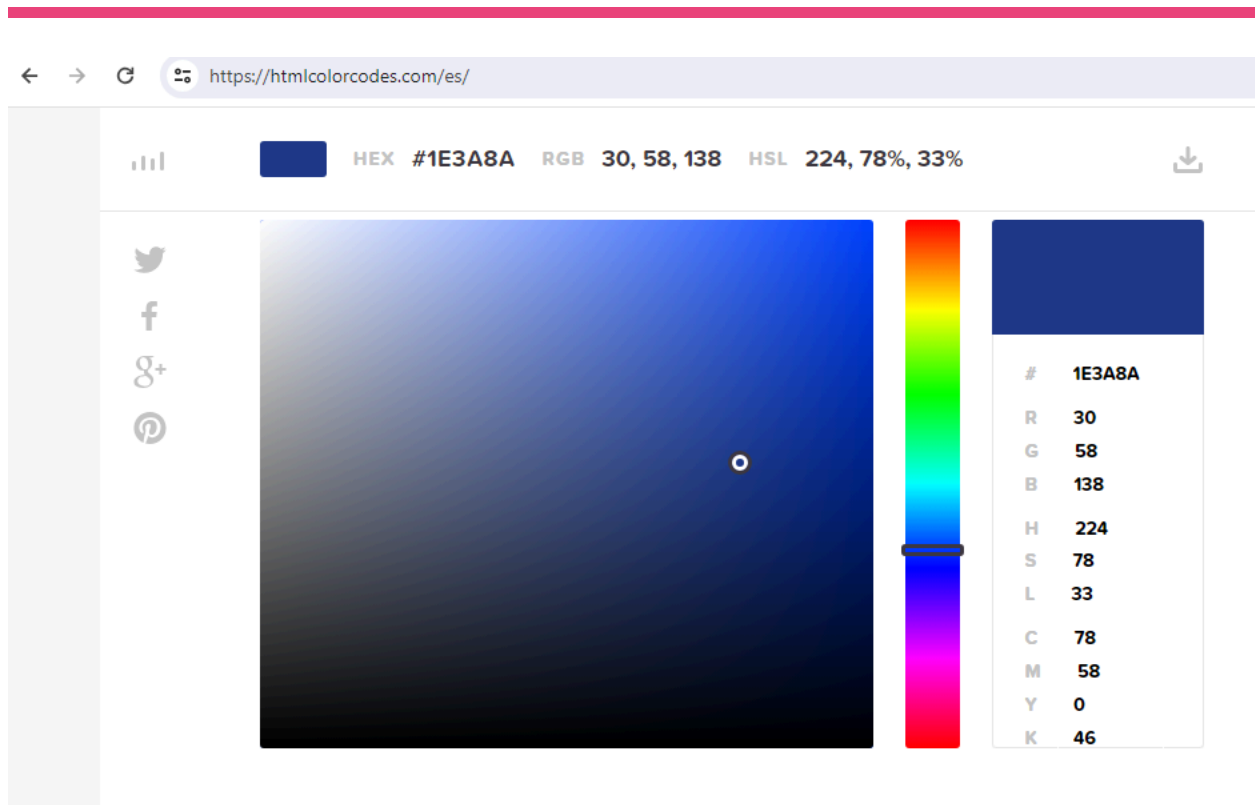 https://htmlcolorcodes.com/es/
HEX #1E3A8A RGB 30, 58, 138 HSL 224, 78%, 33%
# 1E3A8A
R 30
G 58
B 138
H 224
S 78
L 33
C 78
M 58
Y 0
K 46